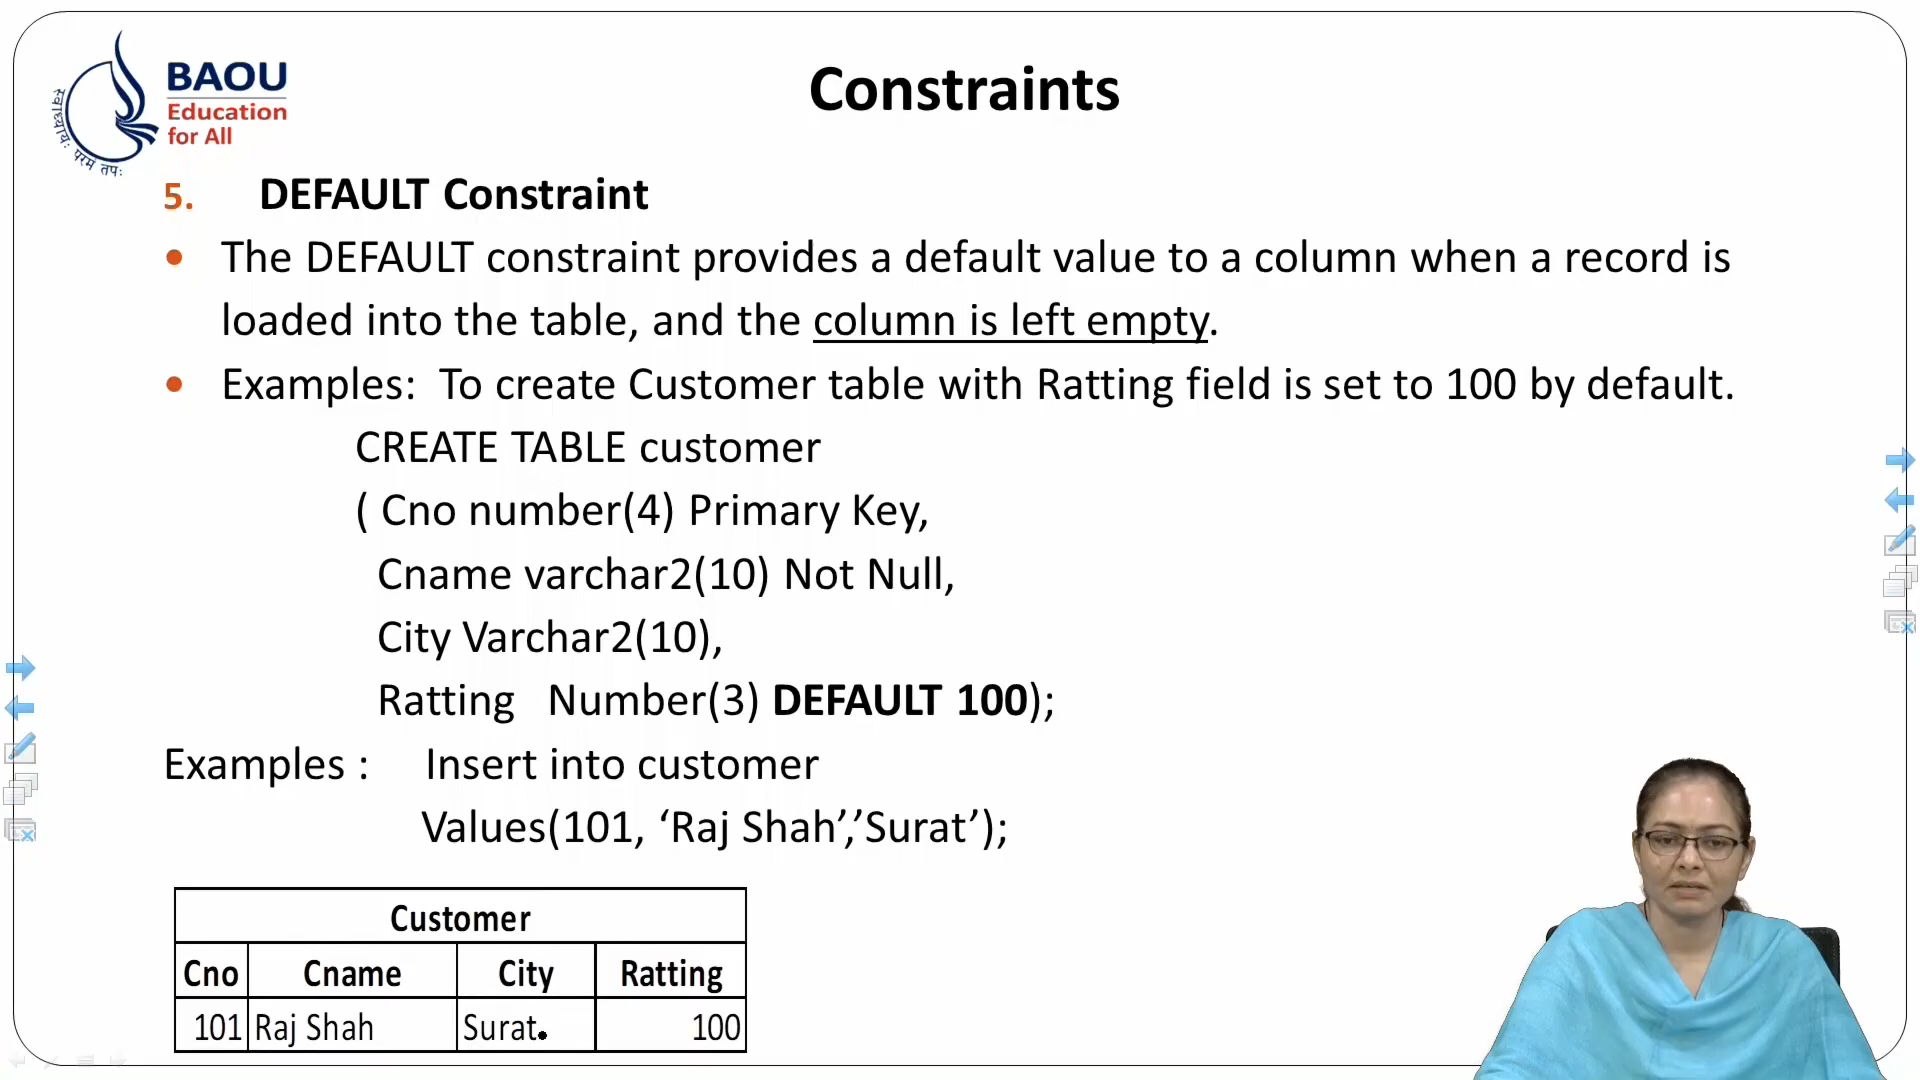 BAOU
Education
for All
स्वाध्यायः परमं तपः
Constraints
5. DEFAULT Constraint
• The DEFAULT constraint provides a default value to a column when a record is
loaded into the table, and the column is left empty.
• Examples: To create Customer table with Ratting field is set to 100 by default.
CREATE TABLE customer
( Cno number(4) Primary Key,
Cname varchar2(10) Not Null,
City Varchar2(10),
Ratting Number(3) DEFAULT 100);
Examples : Insert into customer
Values(101, ‘Raj Shah’,’Surat’);
Customer
Cno Cname City Ratting
101 Raj Shah Surat 100